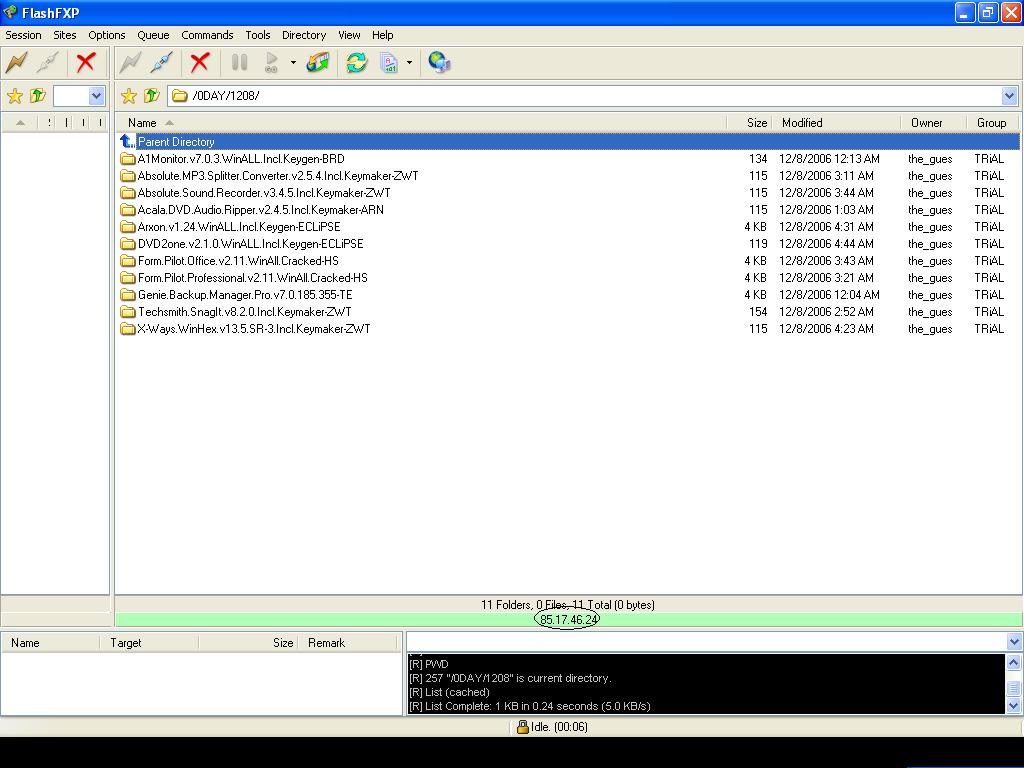 FlashFXP
Session Sites Options Queue Commands Tools Directory View Help
/0DAY/1208/
Name Size Modified Owner Group
Parent Directory
A1Monitor.v7.0.3.WinALL.Incl.Keygen-BRD 134 12/8/2006 12:13 AM the_gues TRiAL
Absolute.MP3.Splitter.Converter.v2.5.4.Incl.Keymaker-ZWT 115 12/8/2006 3:11 AM the_gues TRiAL
Absolute.Sound.Recorder.v3.4.5.Incl.Keymaker-ZWT 115 12/8/2006 3:44 AM the_gues TRiAL
Acala.DVD.Audio.Ripper.v2.4.5.Incl.Keymaker-ARN 115 12/8/2006 1:03 AM the_gues TRiAL
Arxon.v1.24.WinALL.Incl.Keygen-ECLiPSE 4 KB 12/8/2006 4:31 AM the_gues TRiAL
DVD2one.v2.1.0.WinALL.Incl.Keygen-ECLiPSE 119 12/8/2006 4:44 AM the_gues TRiAL
Form.Pilot.Office.v2.11.WinAll.Cracked-HS 4 KB 12/8/2006 3:43 AM the_gues TRiAL
Form.Pilot.Professional.v2.11.WinAll.Cracked-HS 4 KB 12/8/2006 3:21 AM the_gues TRiAL
Genie.Backup.Manager.Pro.v7.0.185.355-TE 4 KB 12/8/2006 12:04 AM the_gues TRiAL
Techsmith.SnagIt.v8.2.0.Incl.Keymaker-ZWT 154 12/8/2006 2:52 AM the_gues TRiAL
X-Ways.WinHex.v13.5.SR-3.Incl.Keymaker-ZWT 115 12/8/2006 4:23 AM the_gues TRiAL
11 Folders, 0 Files, 11 Total (0 bytes)
85.17.46.24
Name Target Size Remark
[R] PWD
[R] 257 "/0DAY/1208" is current directory.
[R] List (cached)
[R] List Complete: 1 KB in 0.24 seconds (5.0 KB/s)
Idle. (00:06)